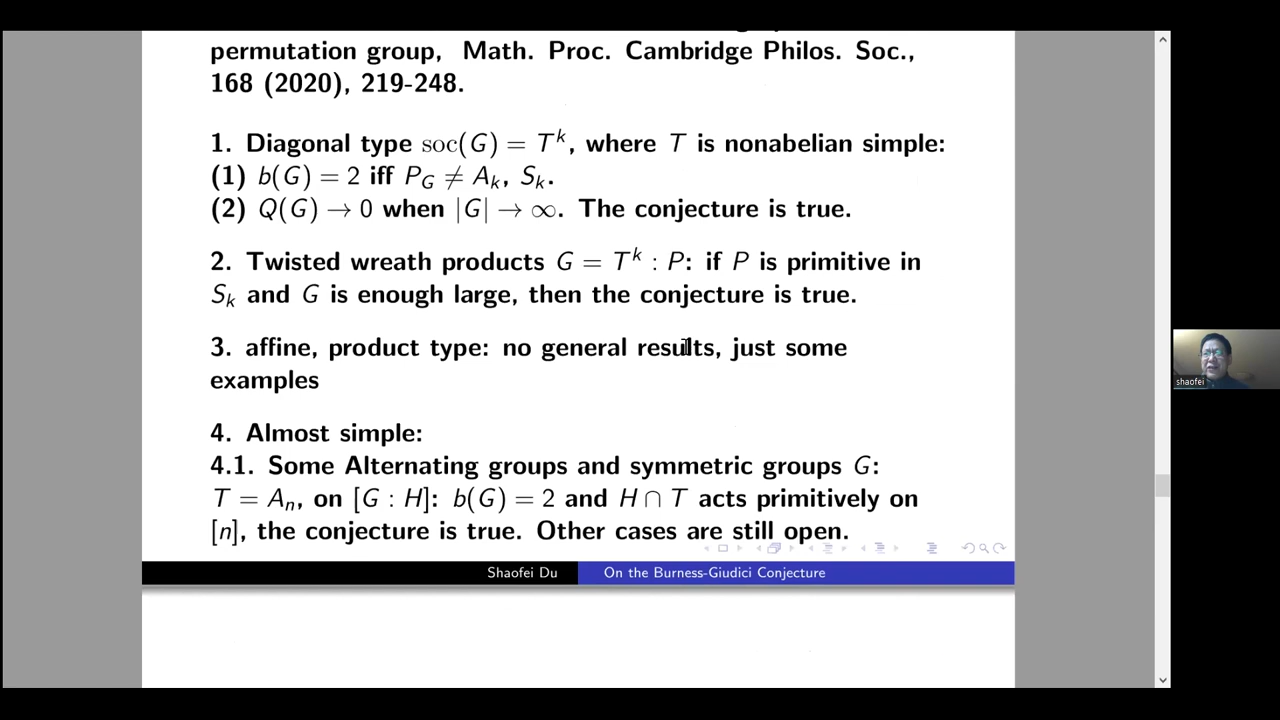 permutation group, Math. Proc. Cambridge Philos. Soc.,
168 (2020), 219-248.
1. Diagonal type soc(G) = T^k, where T is nonabelian simple:
(1) b(G) = 2 iff P_G ≠ A_k, S_k.
(2) Q(G) → 0 when |G| → ∞. The conjecture is true.
2. Twisted wreath products G = T^k : P: if P is primitive in
S_k and G is enough large, then the conjecture is true.
3. affine, product type: no general results, just some
examples
4. Almost simple:
4.1. Some Alternating groups and symmetric groups G:
T = A_n, on [G : H]: b(G) = 2 and H ∩ T acts primitively on
[n], the conjecture is true. Other cases are still open.
Shaofei Du On the Burness-Giudici Conjecture
shaofei